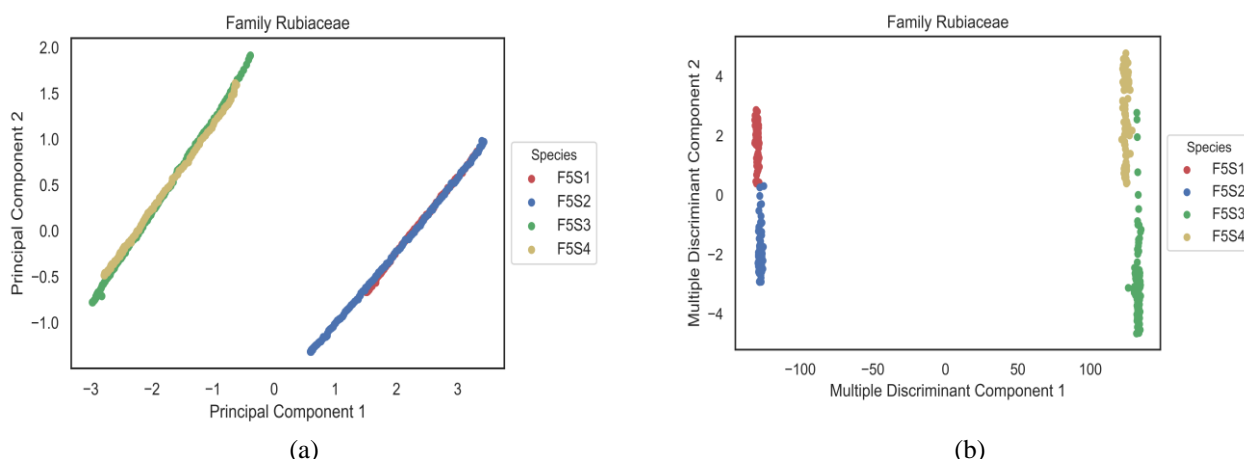 Family Rubiaceae
2.0
1.5
1.0
0.5
0.0
−0.5
−1.0
Principal Component 2
−3 −2 −1 0 1 2 3
Principal Component 1
Species
F5S1
F5S2
F5S3
F5S4
(a)
Family Rubiaceae
4
2
0
−2
−4
Multiple Discriminant Component 2
−100 −50 0 50 100
Multiple Discriminant Component 1
Species
F5S1
F5S2
F5S3
F5S4
(b)